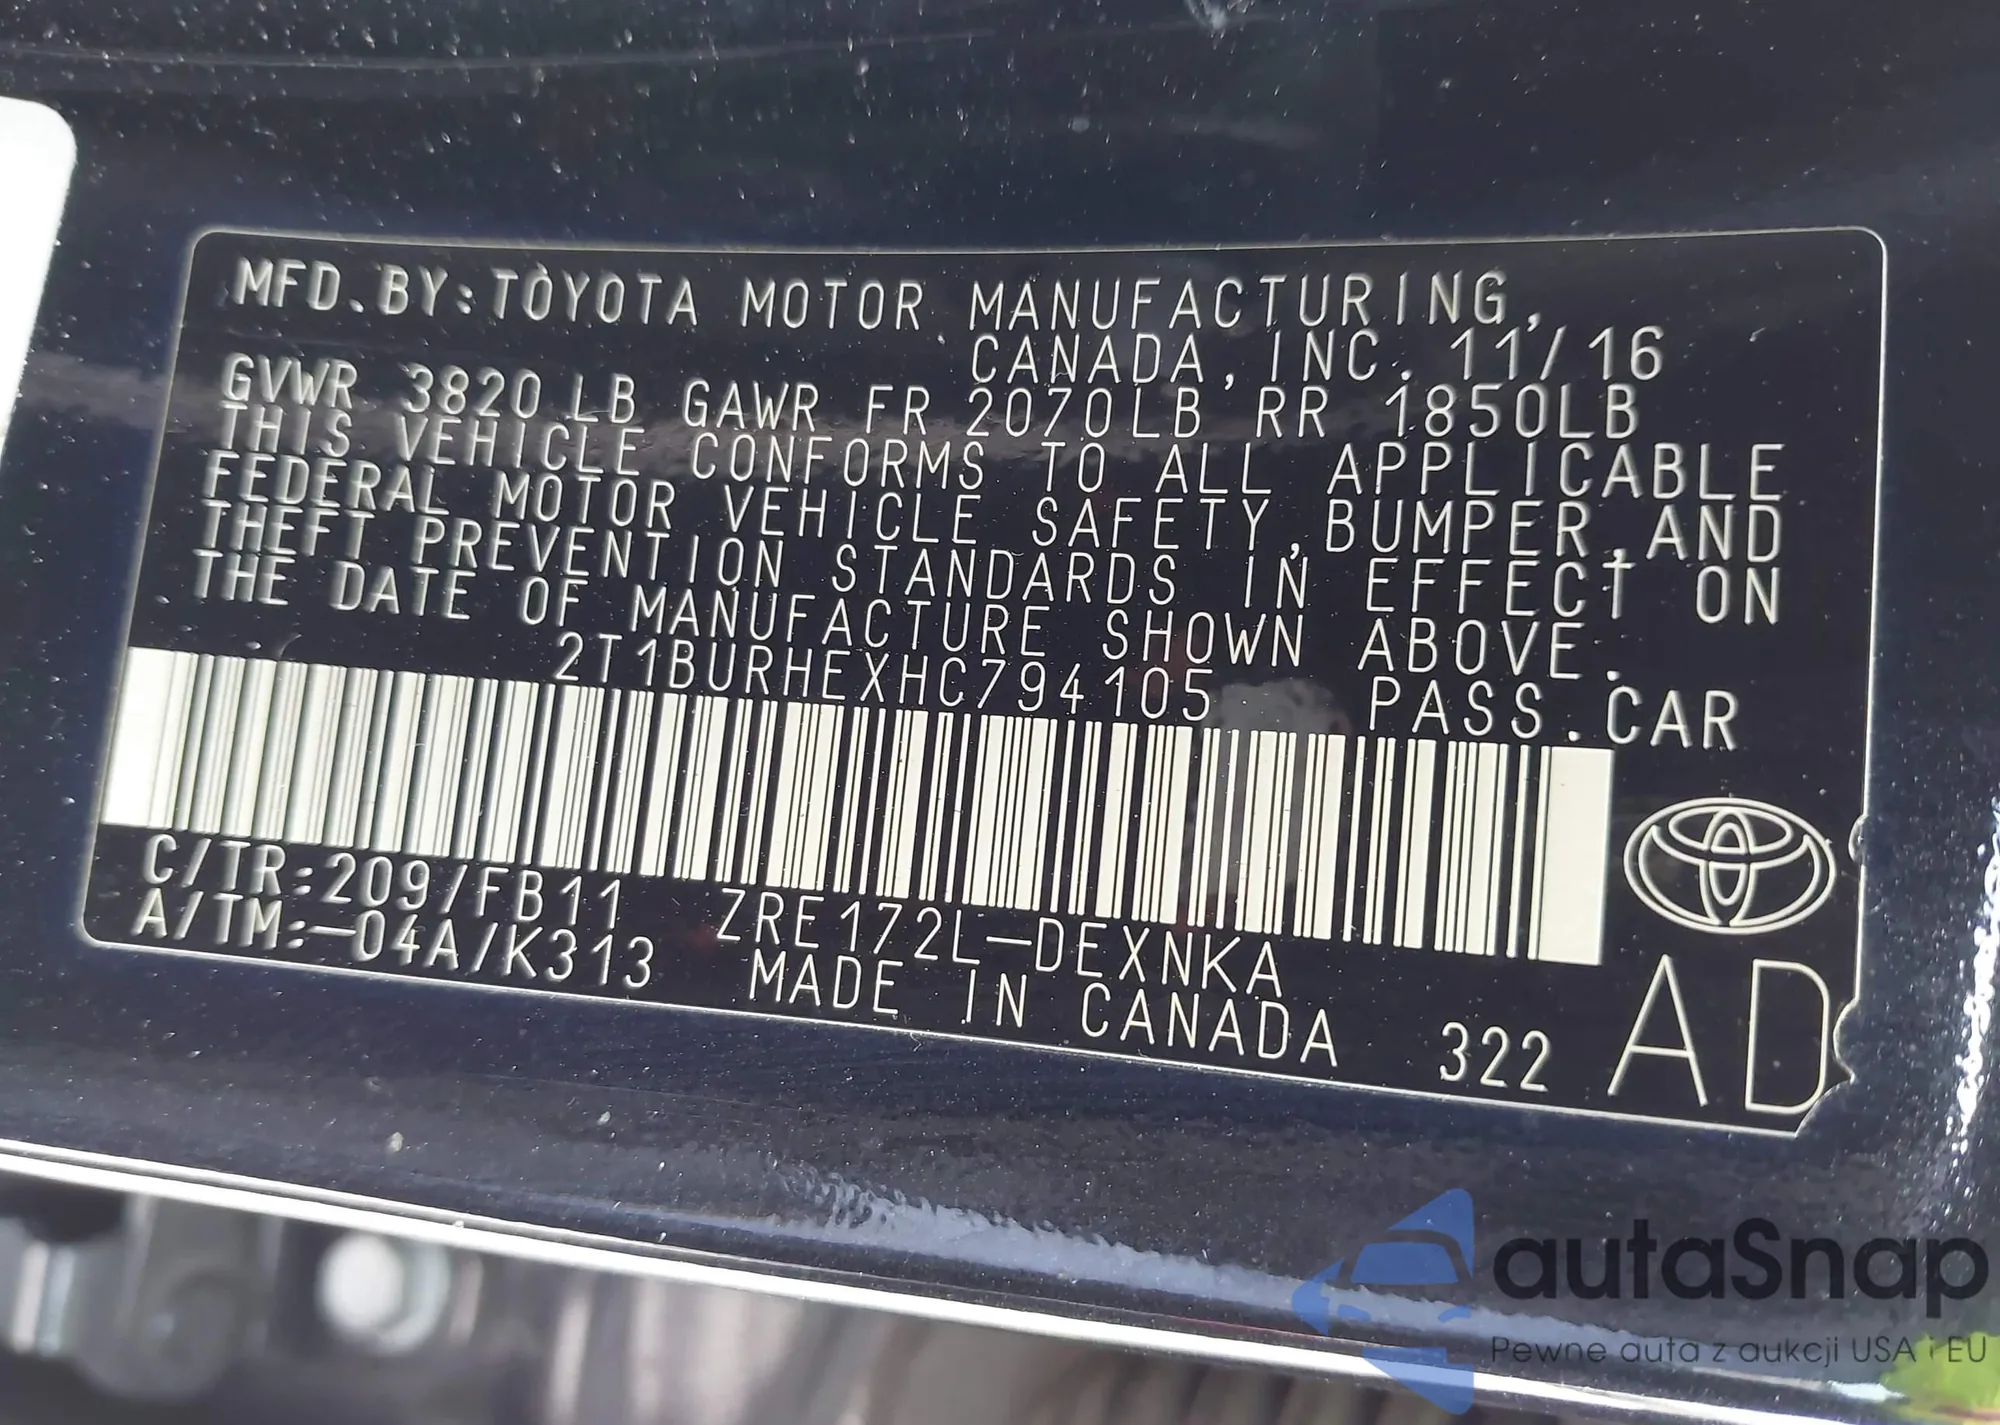 MFD.BY:TOYOTA MOTOR MANUFACTURING,
CANADA,INC. 11/16
GVWR 3820LB GAWR FR 2070LB RR 1850LB
THIS VEHICLE CONFORMS TO ALL APPLICABLE
FEDERAL MOTOR VEHICLE SAFETY,BUMPER,AND
THEFT PREVENTION STANDARDS IN EFFECT ON
THE DATE OF MANUFACTURE SHOWN ABOVE.
2T1BURHEXHC794105 PASS.CAR
C/TR:209/FB11 ZRE172L-DEXNKA
A/TM:-04A/K313 MADE IN CANADA 322 AD
autaSnap
Pewne auta z aukcji USA i EU